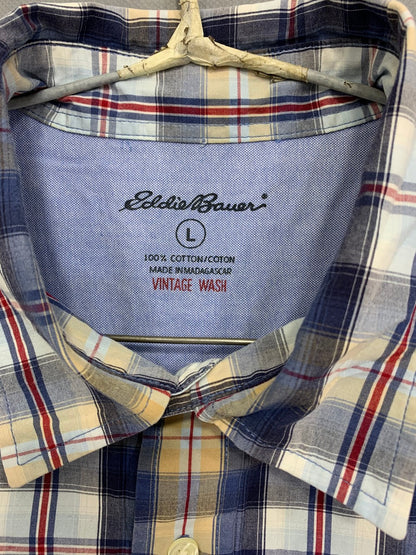 Eddie Bauer
L
100% COTTON/COTON
MADE IN MADAGASCAR
VINTAGE WASH